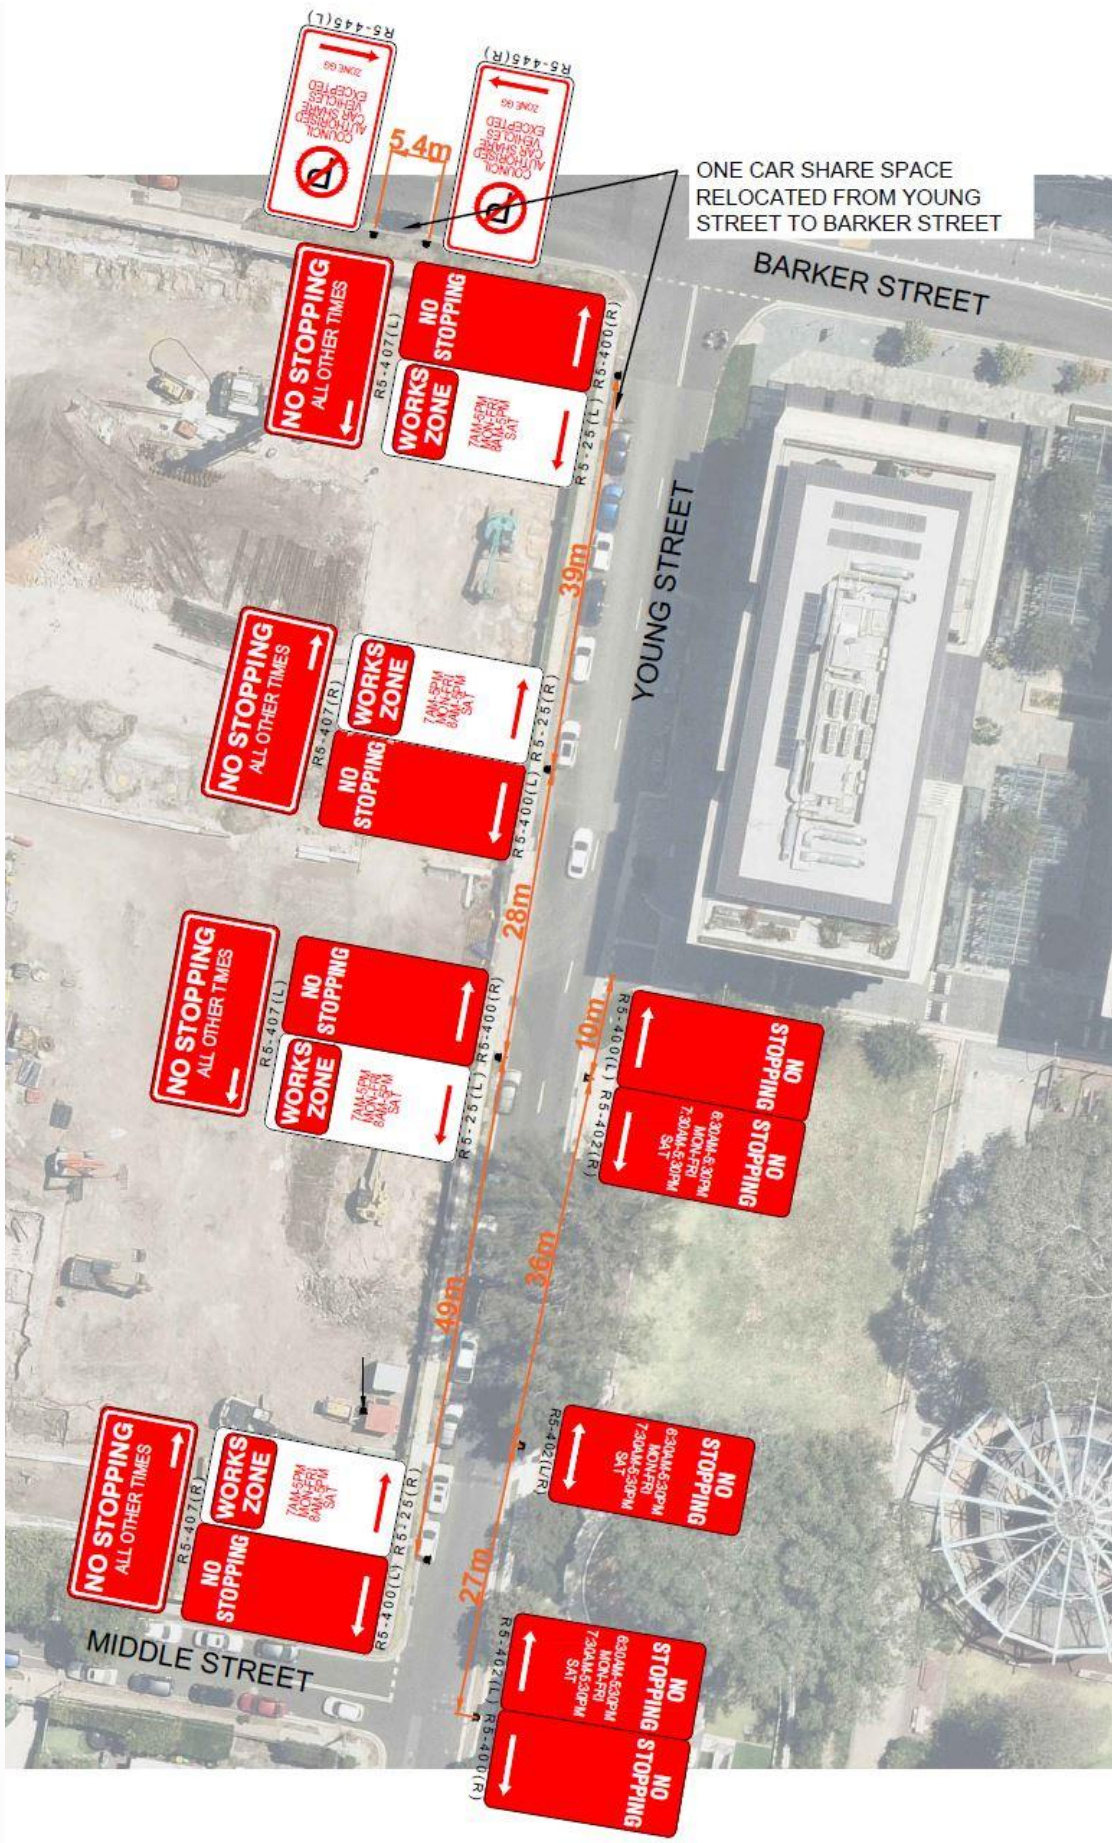 R5-445(L)
ZONE GG
COUNCIL
AUTHORISED
CAR SHARE
VEHICLES
EXCEPTED
P
R5-445(R)
ZONE GG
COUNCIL
AUTHORISED
CAR SHARE
VEHICLES
EXCEPTED
P
5.4m
ONE CAR SHARE SPACE
RELOCATED FROM YOUNG
STREET TO BARKER STREET
BARKER STREET
NO STOPPING
ALL OTHER TIMES
R5-407(L)
NO
STOPPING
R5-400(R)
WORKS
ZONE
7AM-5PM
MON-FRI
8AM-5PM
SAT
R5-25(L)
39m
YOUNG STREET
NO STOPPING
ALL OTHER TIMES
R5-407(R)
WORKS
ZONE
7AM-5PM
MON-FRI
8AM-5PM
SAT
R5-25(R)
NO
STOPPING
R5-400(L)
28m
NO STOPPING
ALL OTHER TIMES
R5-407(L)
NO
STOPPING
R5-400(R)
WORKS
ZONE
7AM-5PM
MON-FRI
8AM-5PM
SAT
R5-25(L)
10m
R5-400(L)
NO
STOPPING
R5-402(R)
NO
STOPPING
6:30AM-5:30PM
MON-FRI
7:30AM-5:30PM
SAT
36m
49m
R5-402(L/R)
NO
STOPPING
6:30AM-5:30PM
MON-FRI
7:30AM-5:30PM
SAT
NO STOPPING
ALL OTHER TIMES
R5-407(R)
WORKS
ZONE
7AM-5PM
MON-FRI
8AM-5PM
SAT
R5-25(R)
NO
STOPPING
R5-400(L)
27m
MIDDLE STREET
R5-402(L)
NO
STOPPING
6:30AM-5:30PM
MON-FRI
7:30AM-5:30PM
SAT
R5-400(R)
NO
STOPPING